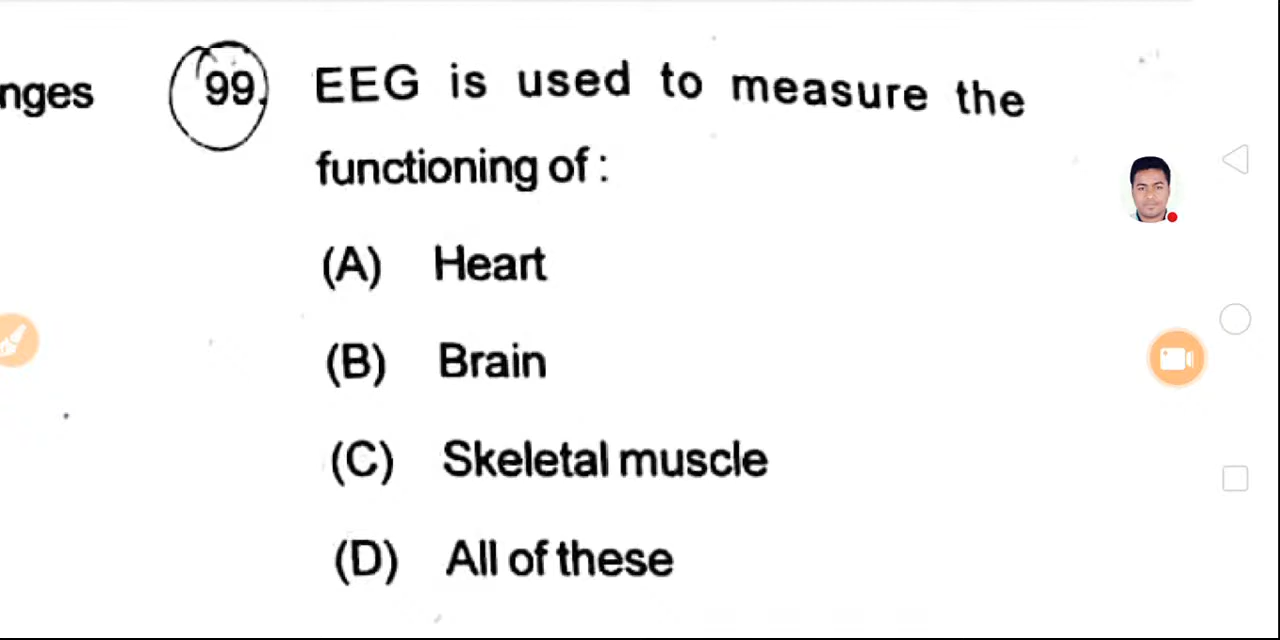 nges
99. EEG is used to measure the
functioning of :
(A) Heart
(B) Brain
(C) Skeletal muscle
(D) All of these